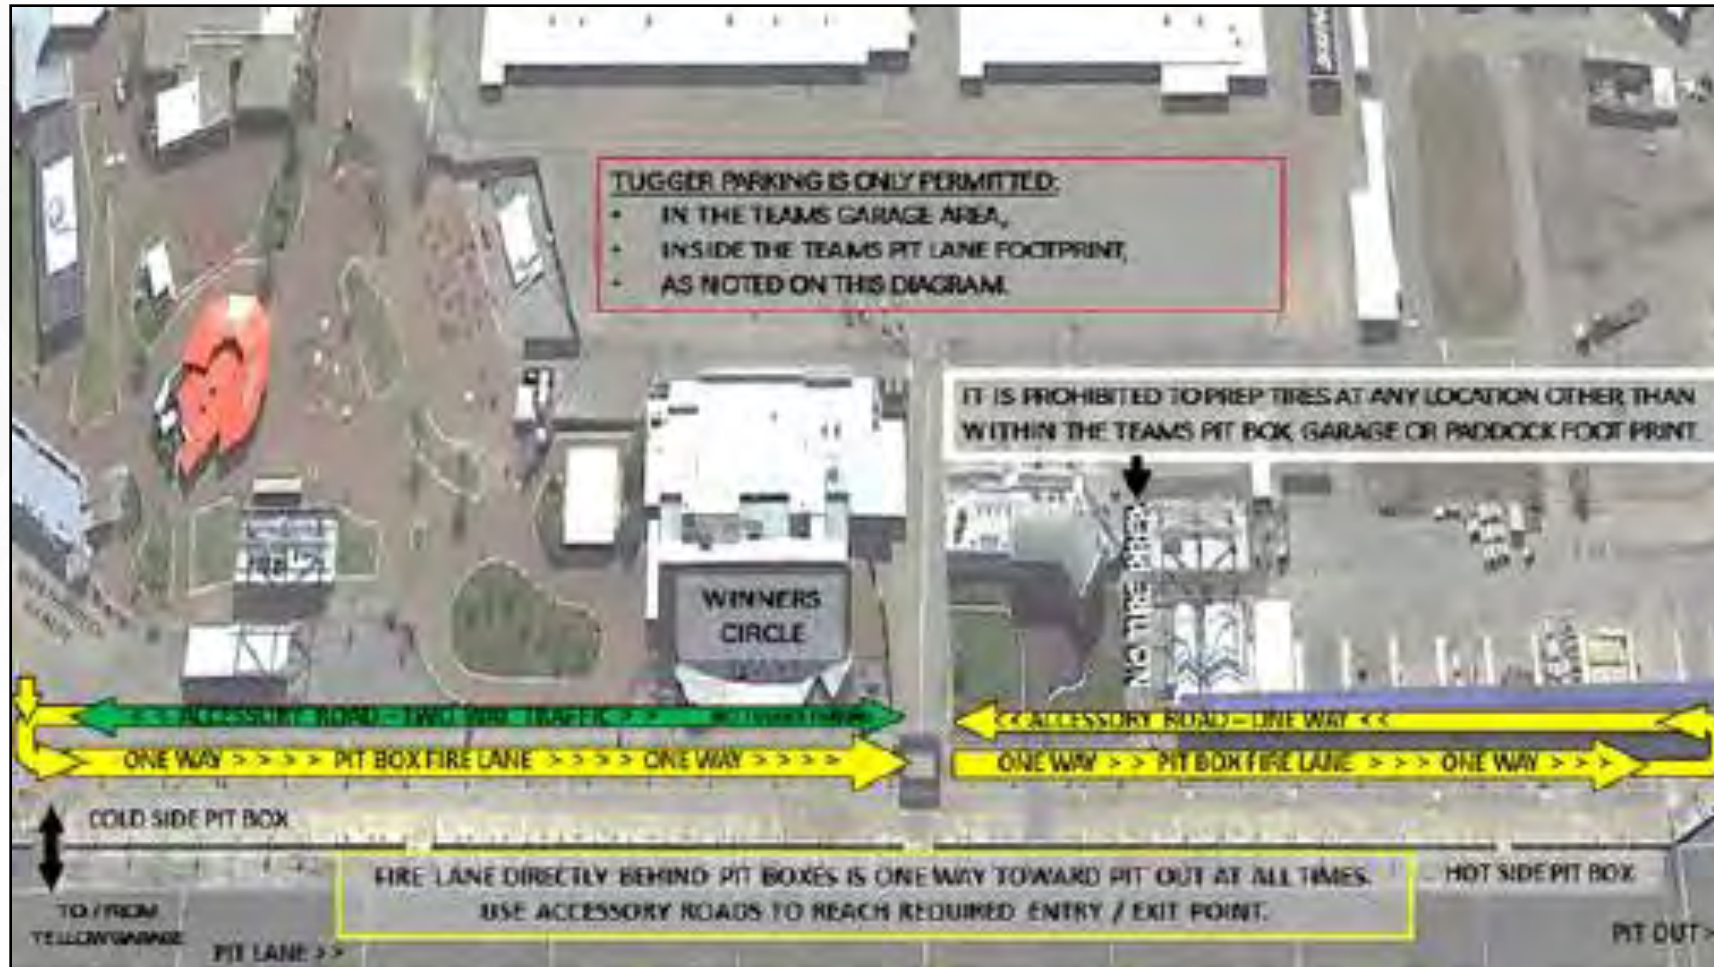 TUGGER PARKING IS ONLY PERMITTED:
• IN THE TEAMS GARAGE AREA,
• INSIDE THE TEAMS PIT LANE FOOTPRINT,
• AS NOTED ON THIS DIAGRAM.
IT IS PROHIBITED TO PREP TIRES AT ANY LOCATION OTHER THAN
WITHIN THE TEAMS PIT BOX, GARAGE OR PADDOCK FOOT PRINT.
NO TIRE PREP
WINNERS
CIRCLE
< < ACCESSORY ROAD - TWO WAY TRAFFIC > >
<< ACCESSORY ROAD – ONE WAY <<
ONE WAY > > > > PIT BOX FIRE LANE > > > > ONE WAY > > > >
ONE WAY > > PIT BOX FIRE LANE > > > ONE WAY > > >
COLD SIDE PIT BOX
HOT SIDE PIT BOX
FIRE LANE DIRECTLY BEHIND PIT BOXES IS ONE WAY TOWARD PIT OUT AT ALL TIMES.
USE ACCESSORY ROADS TO REACH REQUIRED ENTRY / EXIT POINT.
TO / FROM
YELLOW GARAGE
PIT LANE >>
PIT OUT >